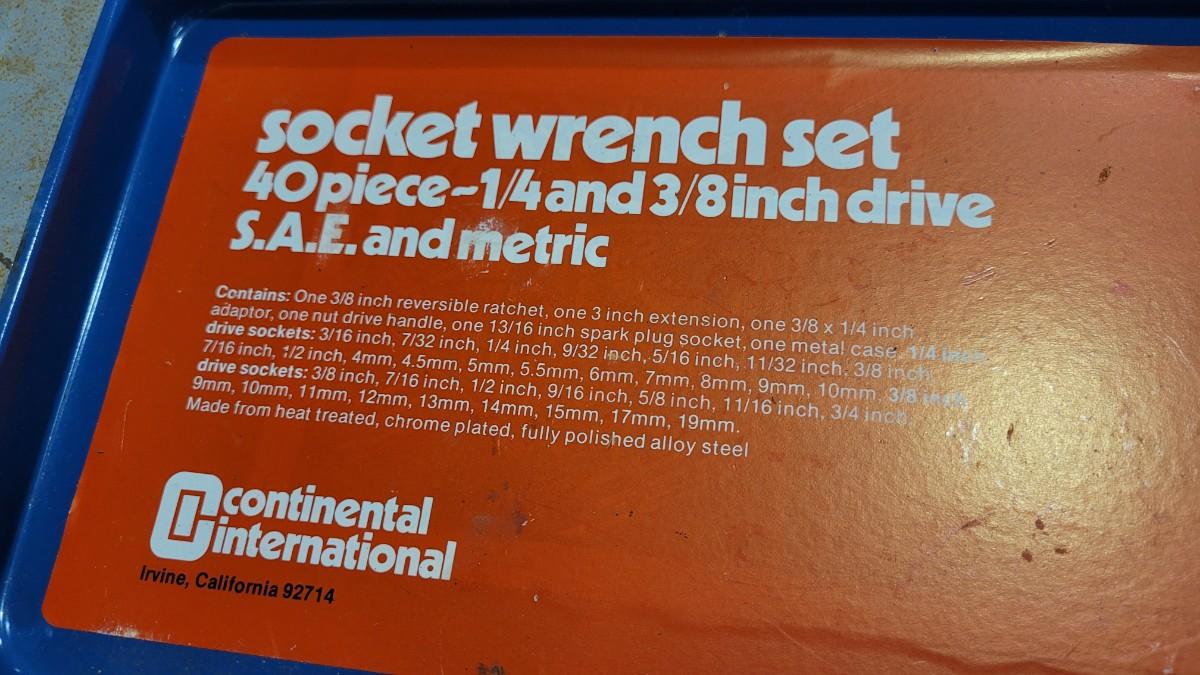 socket wrench set
40 piece~1/4 and 3/8 inch drive
S.A.E. and metric
Contains: One 3/8 inch reversible ratchet, one 3 inch extension, one 3/8 x 1/4 inch
adaptor, one nut drive handle, one 13/16 inch spark plug socket, one metal case. 1/4 inch
drive sockets: 3/16 inch, 7/32 inch, 1/4 inch, 9/32 inch, 5/16 inch, 11/32 inch, 3/8 inch,
7/16 inch, 1/2 inch, 4mm, 4.5mm, 5mm, 5.5mm, 6mm, 7mm, 8mm, 9mm, 10mm, 3/8 inch
drive sockets: 3/8 inch, 7/16 inch, 1/2 inch, 9/16 inch, 5/8 inch, 11/16 inch, 3/4 inch,
9mm, 10mm, 11mm, 12mm, 13mm, 14mm, 15mm, 17mm, 19mm.
Made from heat treated, chrome plated, fully polished alloy steel
continental
international
Irvine, California 92714